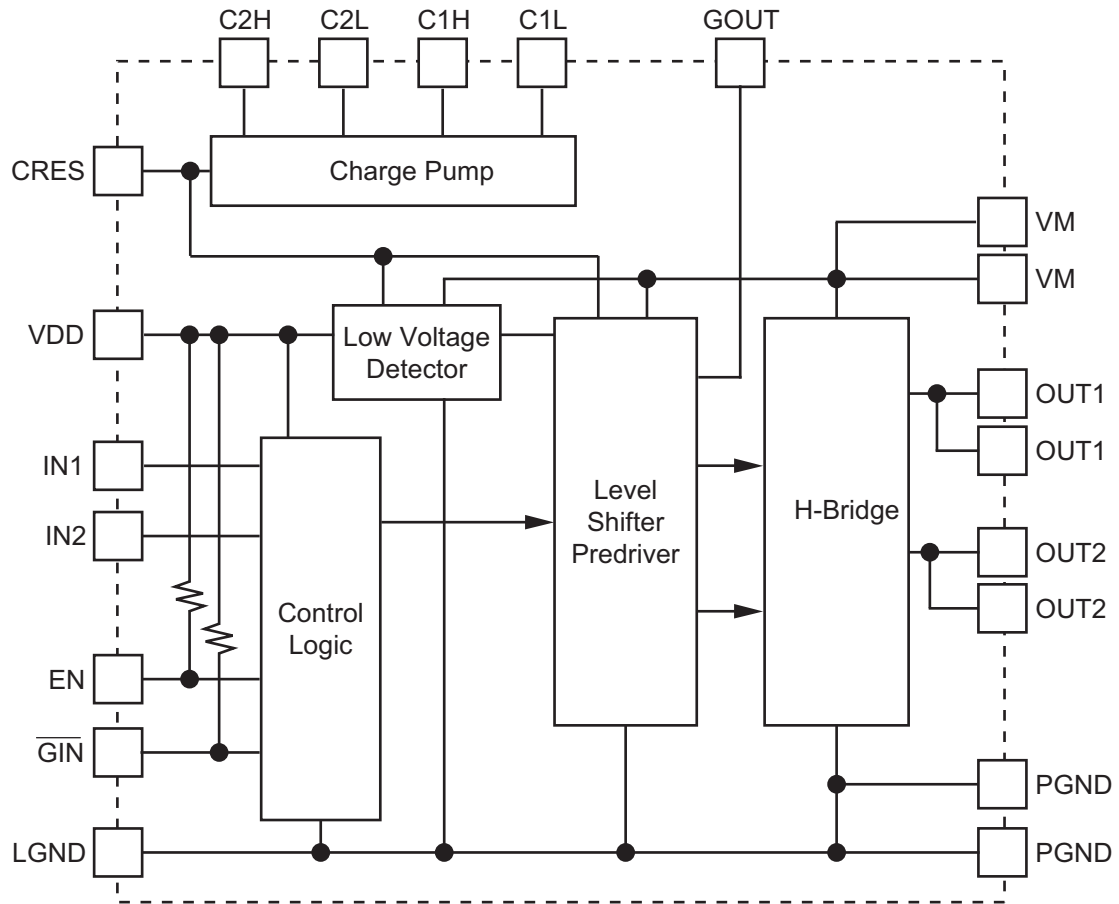 C2H C2L C1H C1L GOUT
CRES
Charge Pump
VM
VM
VDD
Low Voltage
Detector
OUT1
OUT1
IN1
IN2
Level
Shifter
Predriver
H-Bridge
OUT2
OUT2
Control
Logic
EN
G̅I̅N̅
PGND
LGND
PGND